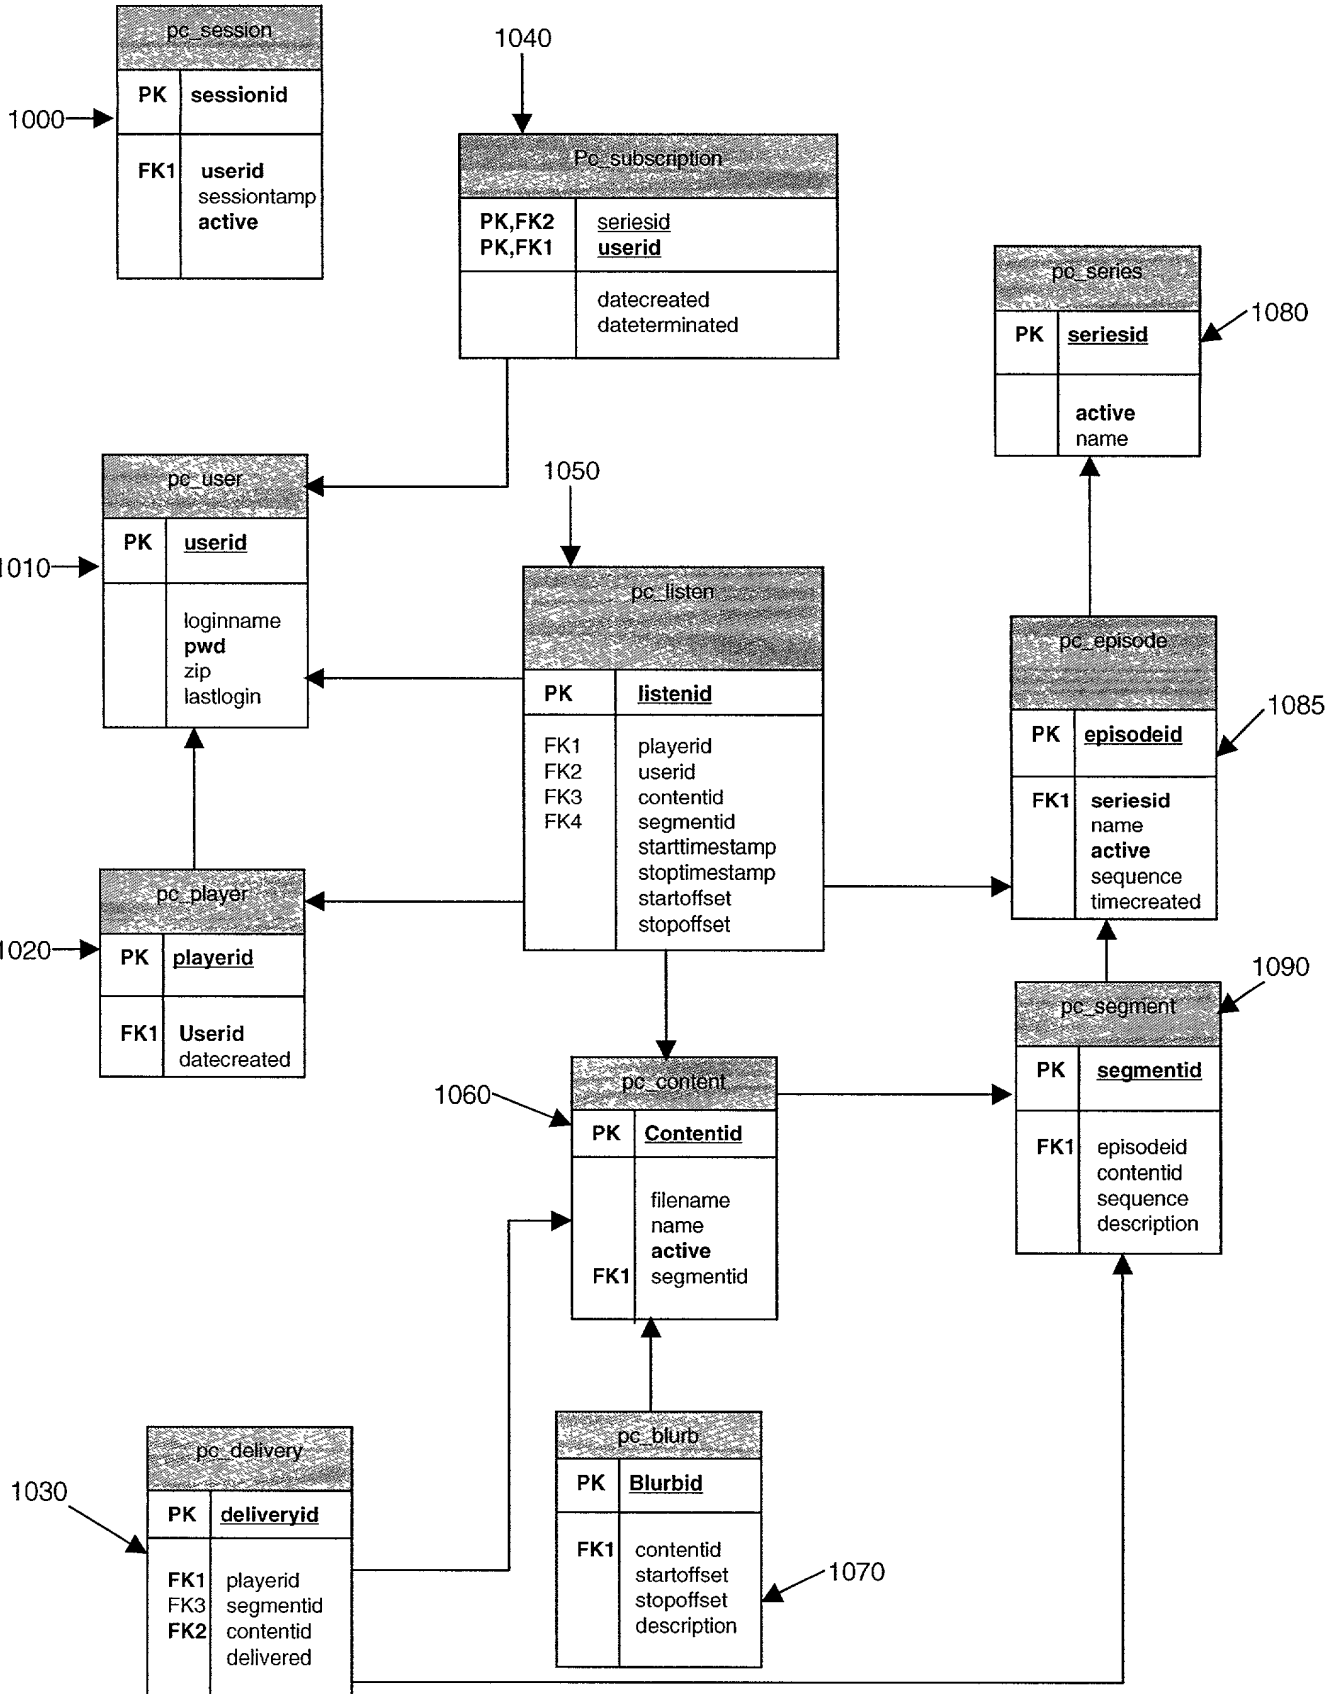 pc_session
PK sessionid
1000
FK1 userid
sessiontamp
active
1040
Pc_subscription
PK,FK2 seriesid
PK,FK1 userid
datecreated
dateterminated
pc_series
1080
PK seriesid
active
name
pc_user
PK userid
1010
loginname
pwd
zip
lastlogin
1050
pc_listen
PK listenid
FK1 playerid
FK2 userid
FK3 contentid
FK4 segmentid
starttimestamp
stoptimestamp
startoffset
stopoffset
pc_episode
1085
PK episodeid
FK1 seriesid
name
active
sequence
timecreated
pc_player
1020
PK playerid
FK1 Userid
datecreated
1090
pc_segment
PK segmentid
FK1 episodeid
contentid
sequence
description
1060
pc_content
PK Contentid
filename
name
active
FK1 segmentid
pc_delivery
1030
PK deliveryid
FK1 playerid
FK3 segmentid
FK2 contentid
delivered
pc_blurb
PK Blurbid
FK1 contentid
startoffset
stopoffset
description
1070